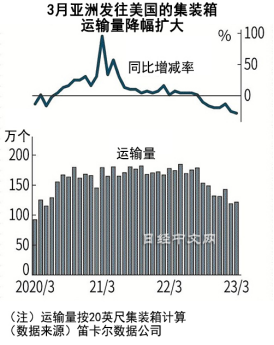 3月亚洲发往美国的集装箱
运输量降幅扩大
%
100
50
0
同比增减率
万个
运输量
200
150
100
50
0
日经中文网
2020/3 21/3 22/3 23/3
（注）运输量按20英尺集装箱计算
（数据来源）笛卡尔数据公司